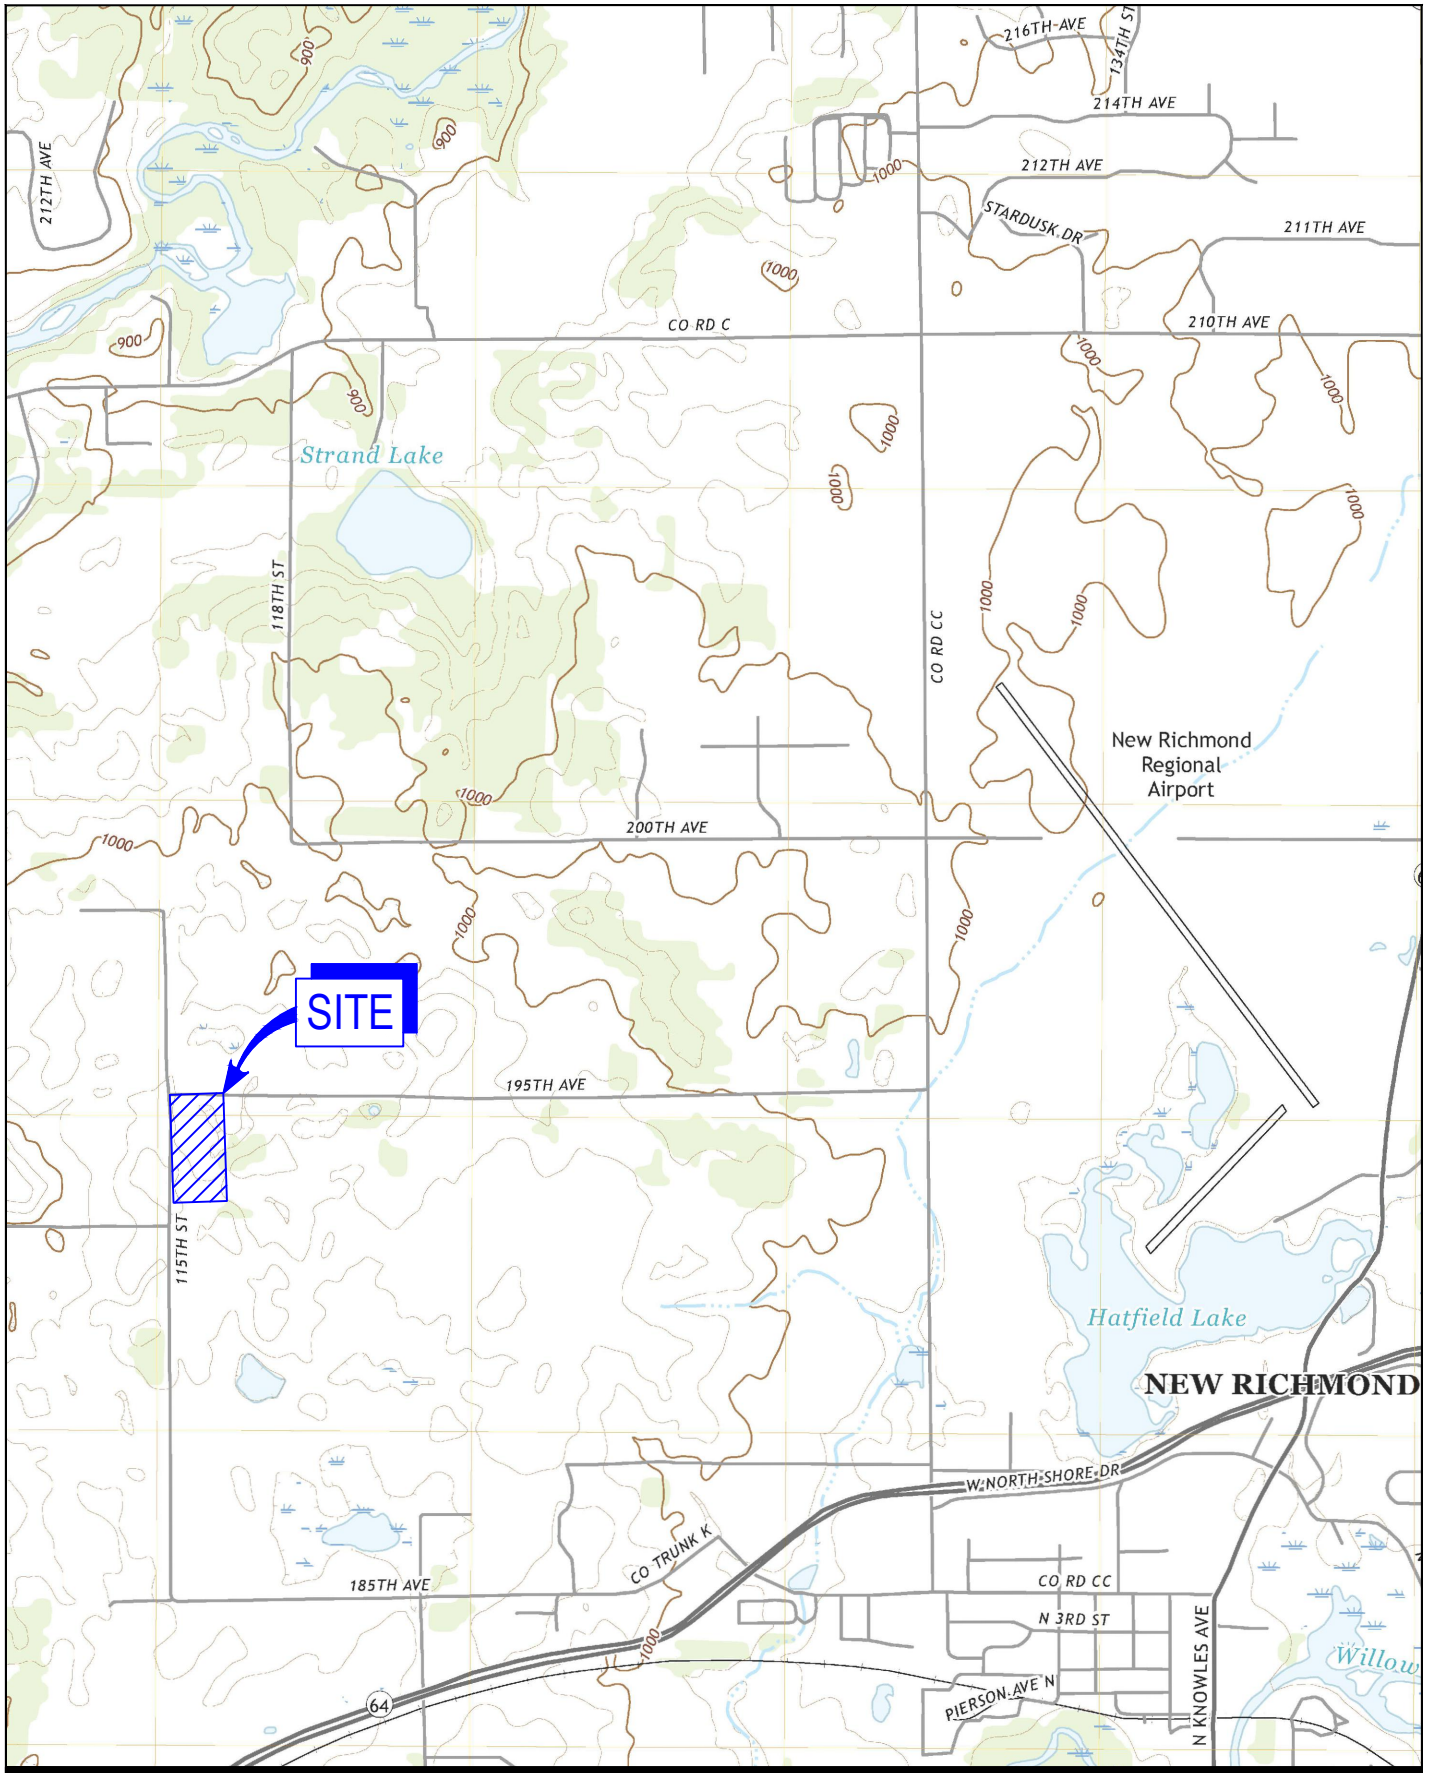 216TH AVE
134TH ST
900
214TH AVE
900
212TH AVE
212TH AVE
1000
STARDUSK DR
211TH AVE
1000
CO RD C
210TH AVE
900
1000
1000
900
1000
Strand Lake
1000
1000
118TH ST
1000
1000
CO RD CC
New Richmond
Regional
Airport
1000
200TH AVE
1000
1000
1000
SITE
195TH AVE
115TH ST
Hatfield Lake
NEW RICHMOND
W NORTH SHORE DR
CO TRUNK K
185TH AVE
CO RD CC
N 3RD ST
1000
N KNOWLES AVE
Willow
PIERSON AVE N
64